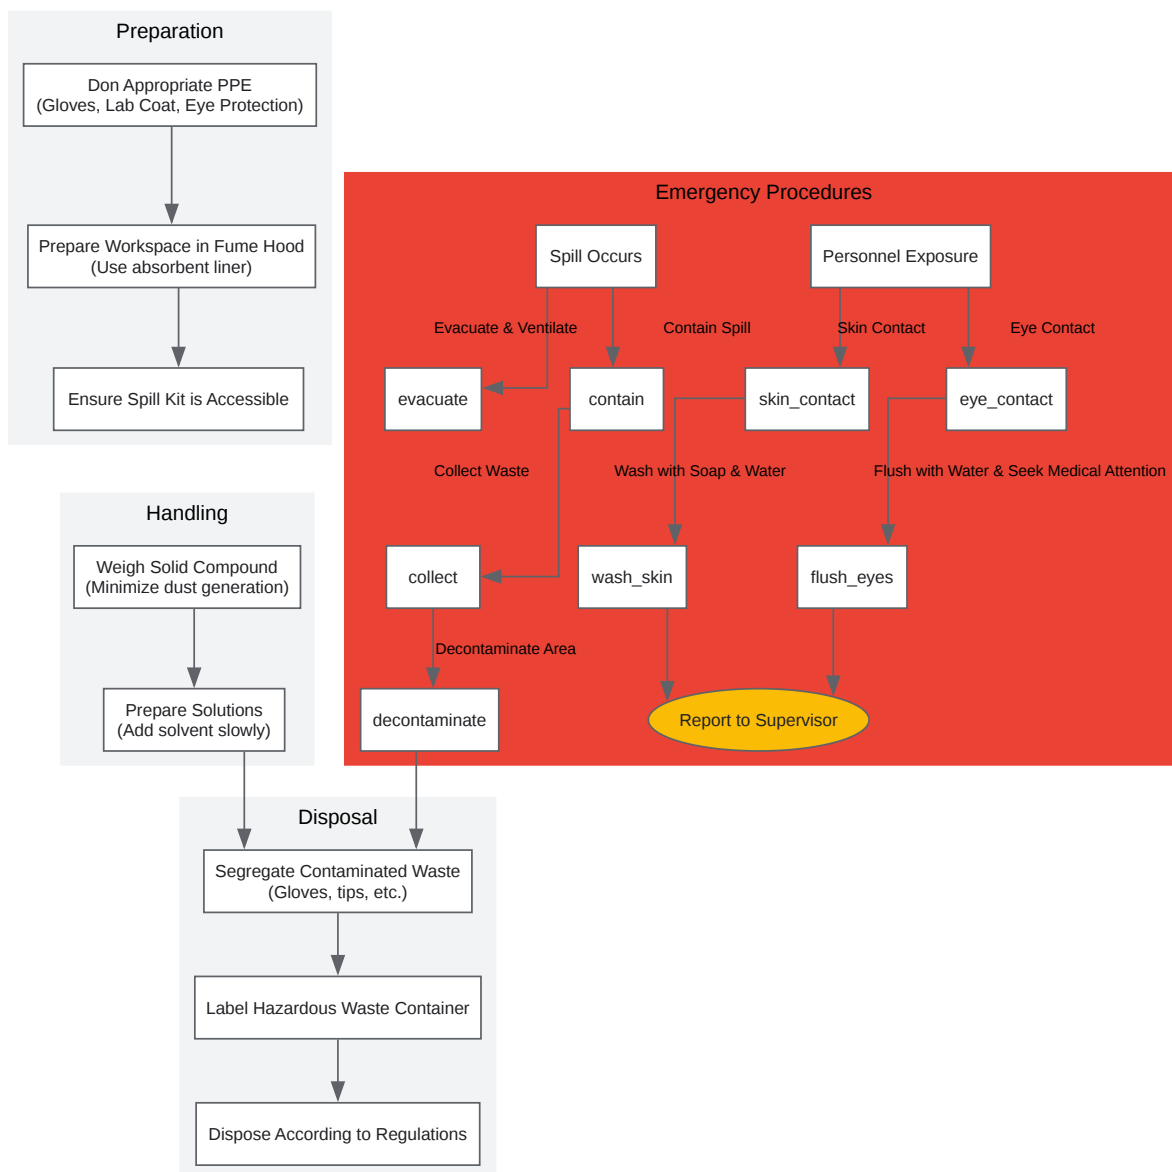 Preparation
Don Appropriate PPE
(Gloves, Lab Coat, Eye Protection)
Prepare Workspace in Fume Hood
(Use absorbent liner)
Ensure Spill Kit is Accessible
Emergency Procedures
Spill Occurs
Personnel Exposure
Evacuate & Ventilate
Contain Spill
Skin Contact
Eye Contact
evacuate
contain
skin_contact
eye_contact
Collect Waste
Wash with Soap & Water
Flush with Water & Seek Medical Attention
collect
wash_skin
flush_eyes
Decontaminate Area
decontaminate
Report to Supervisor
Handling
Weigh Solid Compound
(Minimize dust generation)
Prepare Solutions
(Add solvent slowly)
Disposal
Segregate Contaminated Waste
(Gloves, tips, etc.)
Label Hazardous Waste Container
Dispose According to Regulations